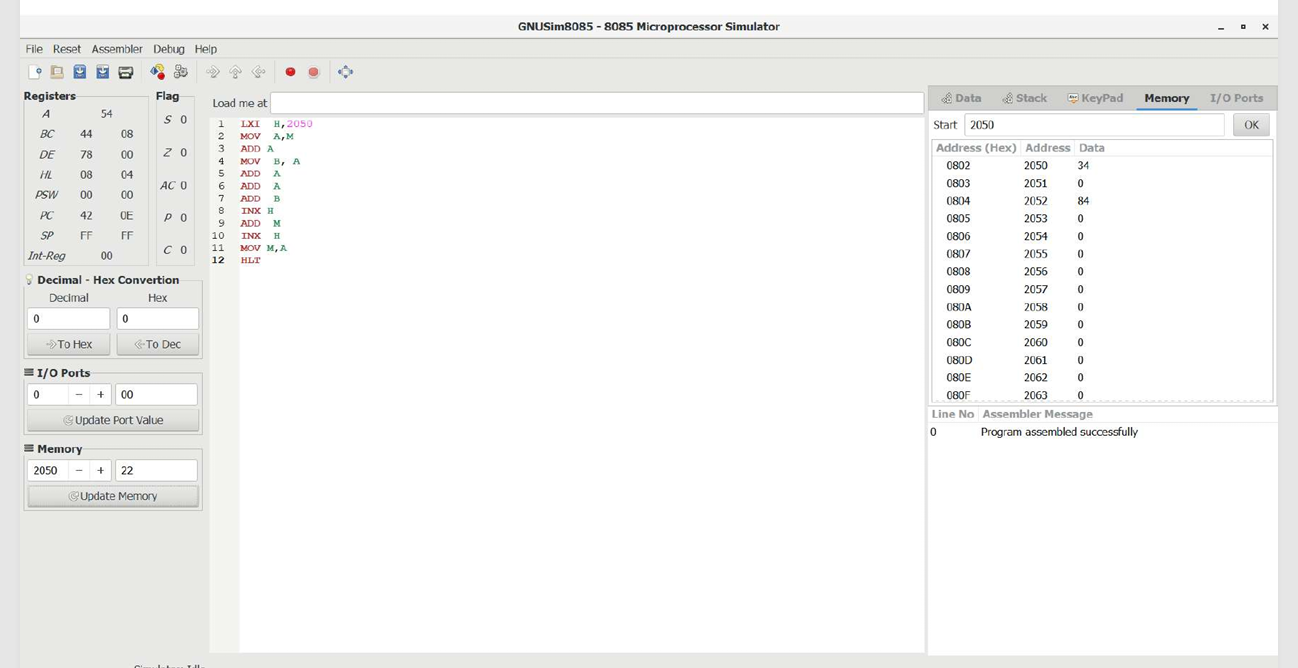 GNUSim8085 - 8085 Microprocessor Simulator
File Reset Assembler Debug Help
Registers
A 54
BC 44 08
DE 78 00
HL 08 04
PSW 00 00
PC 42 0E
SP FF FF
Int-Reg 00
Flag
S 0
Z 0
AC 0
P 0
C 0
Decimal - Hex Convertion
Decimal Hex
0 0
To Hex To Dec
I/O Ports
0 - + 00
Update Port Value
Memory
2050 - + 22
Update Memory
Load me at
1 LXI H,2050
2 MOV A,M
3 ADD A
4 MOV B, A
5 ADD A
6 ADD A
7 ADD B
8 INX H
9 ADD M
10 INX H
11 MOV M,A
12 HLT
Data Stack KeyPad Memory I/O Ports
Start 2050 OK
Address (Hex) Address Data
0802 2050 34
0803 2051 0
0804 2052 84
0805 2053 0
0806 2054 0
0807 2055 0
0808 2056 0
0809 2057 0
080A 2058 0
080B 2059 0
080C 2060 0
080D 2061 0
080E 2062 0
080F 2063 0
Line No Assembler Message
0 Program assembled successfully